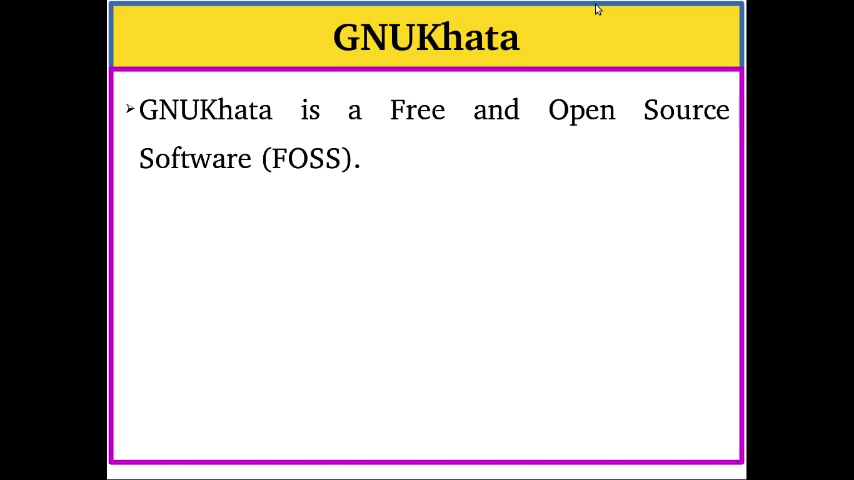 GNUKhata
➢GNUKhata is a Free and Open Source
Software (FOSS).